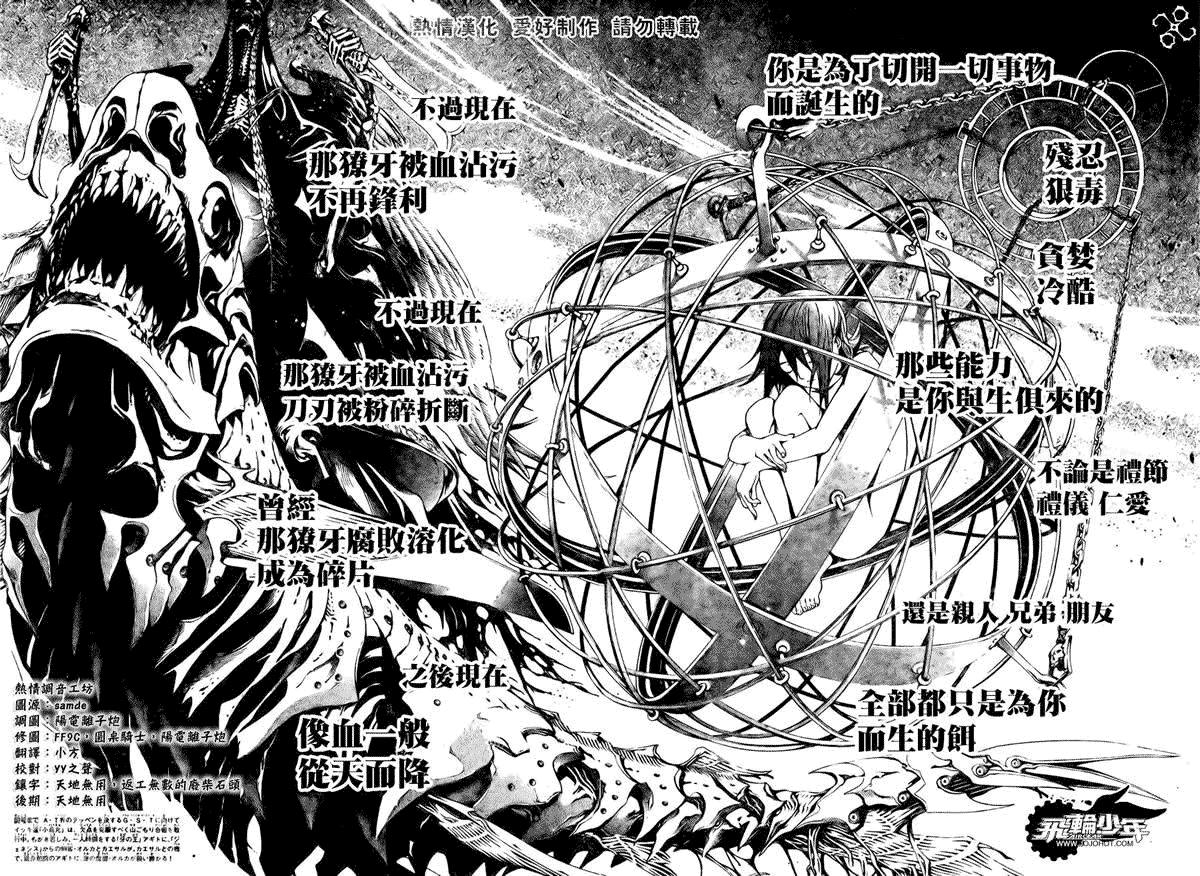 熱情漢化 愛好制作 請勿轉載
你是為了切開一切事物
而誕生的
殘忍
狠毒
貪婪
冷酷
那些能力
是你與生俱來的
不論是禮節
禮儀 仁愛
還是親人 兄弟 朋友
全部都只是為你
而生的餌
不過現在
那獠牙被血沾污
不再鋒利
不過現在
那獠牙被血沾污
刀刃被粉碎折斷
曾經
那獠牙腐敗溶化
成為碎片
之後現在
像血一般
從天而降
熱情調音工坊
圖源：samde
調圖：陽電離子炮
修圖：FF9C，圓桌騎士，陽電離子炮
翻譯：小方
校對：yy之聲
鑲字：天地無用，返工無數的廢柴石頭
後期：天地無用
飛輪少年
AIR GEAR
WWW.JOJOHOT.COM